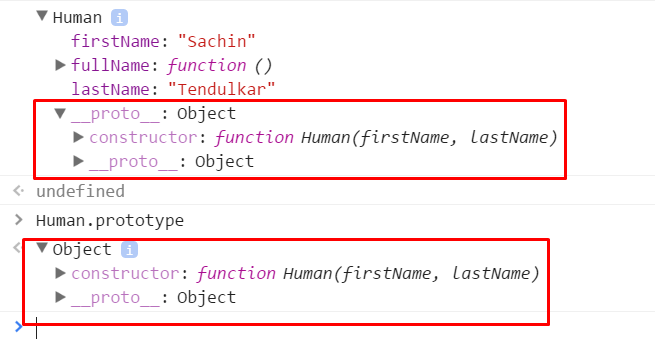 ▼Human i
firstName: "Sachin"
▶fullName: function ()
lastName: "Tendulkar"
▼__proto__: Object
▶constructor: function Human(firstName, lastName)
▶__proto__: Object
undefined
> Human.prototype
▼Object i
▶constructor: function Human(firstName, lastName)
▶__proto__: Object
>